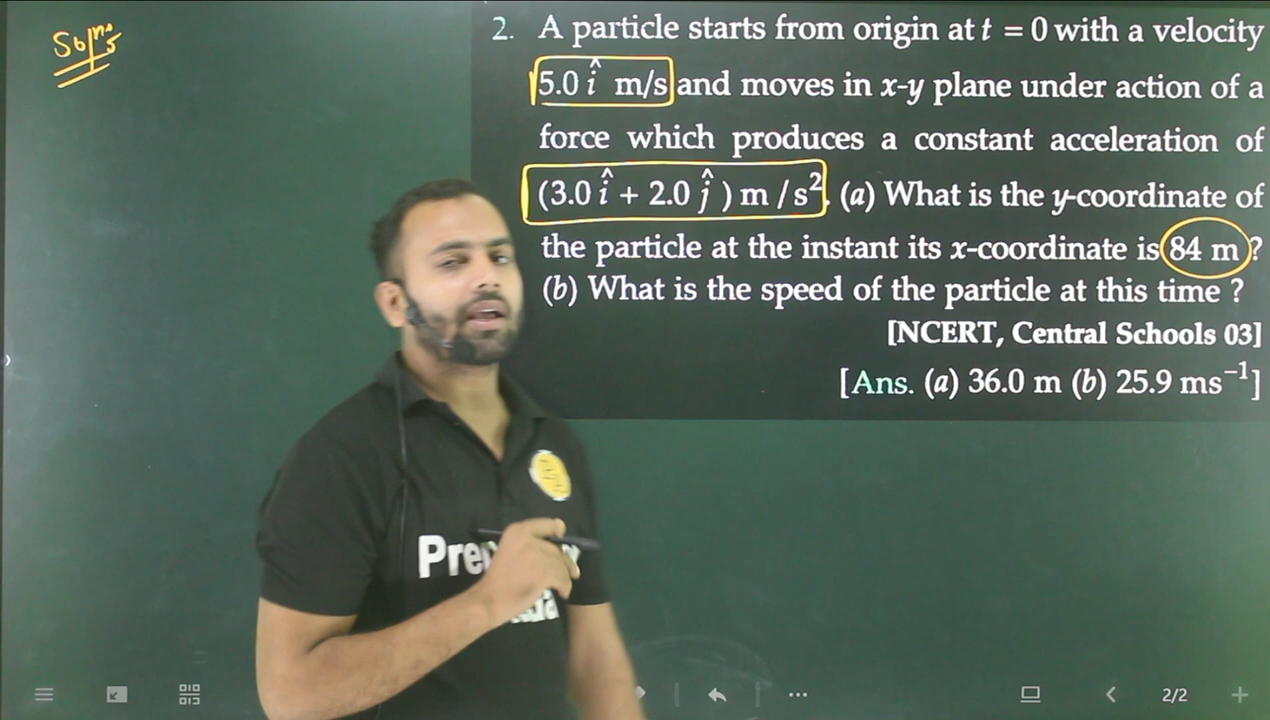 Solns
2. A particle starts from origin at t = 0 with a velocity
5.0 î m/s and moves in x-y plane under action of a
force which produces a constant acceleration of
(3.0 î + 2.0 ĵ ) m / s². (a) What is the y-coordinate of
the particle at the instant its x-coordinate is 84 m ?
(b) What is the speed of the particle at this time ?
[NCERT, Central Schools 03]
[Ans. (a) 36.0 m (b) 25.9 ms⁻¹]
2/2